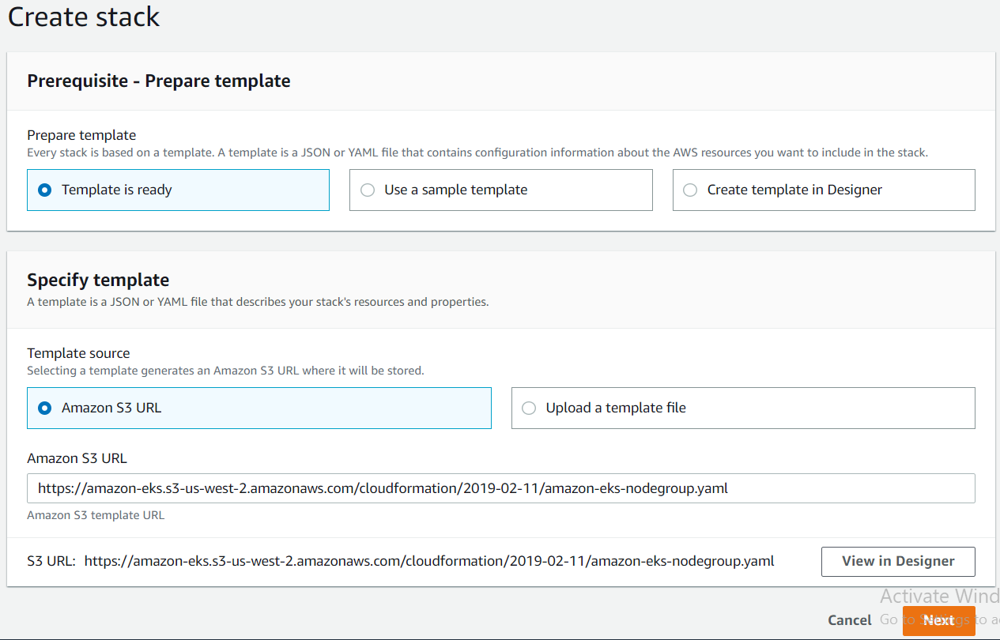 Create stack
Prerequisite - Prepare template
Prepare template
Every stack is based on a template. A template is a JSON or YAML file that contains configuration information about the AWS resources you want to include in the stack.
Template is ready
Use a sample template
Create template in Designer
Specify template
A template is a JSON or YAML file that describes your stack's resources and properties.
Template source
Selecting a template generates an Amazon S3 URL where it will be stored.
Amazon S3 URL
Upload a template file
Amazon S3 URL
https://amazon-eks.s3-us-west-2.amazonaws.com/cloudformation/2019-02-11/amazon-eks-nodegroup.yaml
Amazon S3 template URL
S3 URL: https://amazon-eks.s3-us-west-2.amazonaws.com/cloudformation/2019-02-11/amazon-eks-nodegroup.yaml
View in Designer
Activate Wind
Cancel
Go to Settings to a
Next